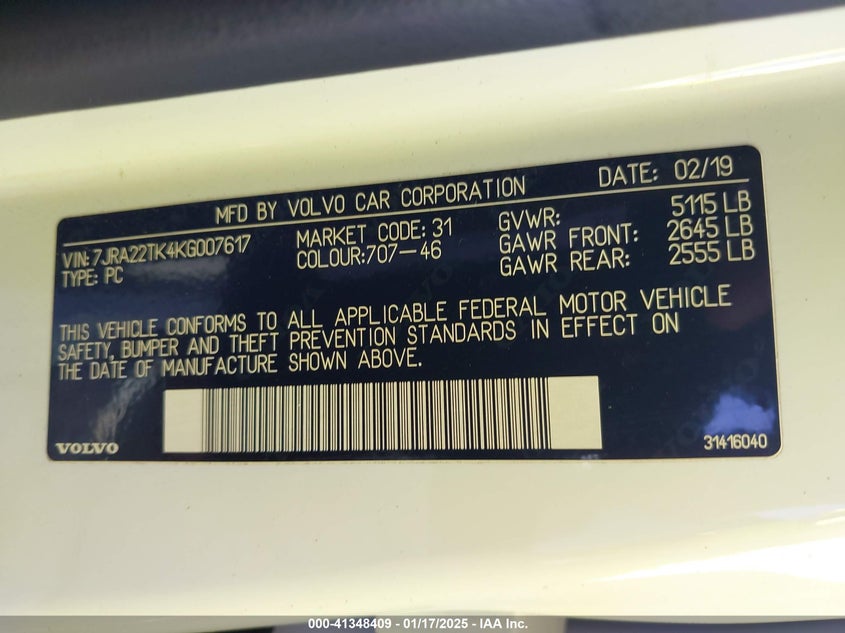 MFD BY VOLVO CAR CORPORATION DATE: 02/19
VIN: 7JRA22TK4KG007617 MARKET CODE: 31 GVWR: 5115 LB
TYPE: PC COLOUR:707-46 GAWR FRONT: 2645 LB
GAWR REAR: 2555 LB
THIS VEHICLE CONFORMS TO ALL APPLICABLE FEDERAL MOTOR VEHICLE
SAFETY, BUMPER AND THEFT PREVENTION STANDARDS IN EFFECT ON
THE DATE OF MANUFACTURE SHOWN ABOVE.
VOLVO 31416040
000-41348409 - 01/17/2025 - IAA Inc.